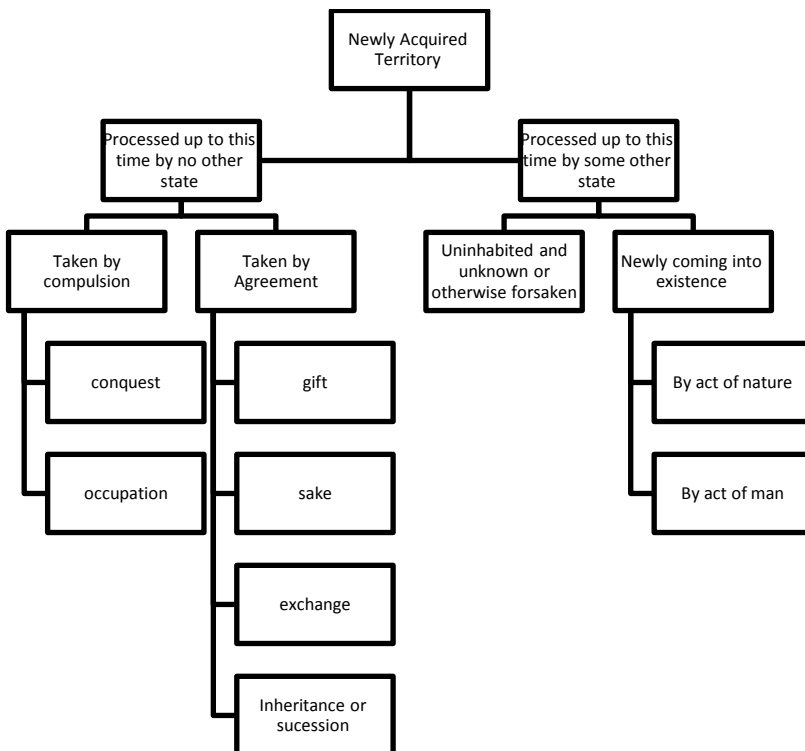 Newly Acquired
Territory
Processed up to this
time by no other
state
Processed up to this
time by some other
state
Taken by
compulsion
Taken by
Agreement
Uninhabited and
unknown or
otherwise forsaken
Newly coming into
existence
conquest
gift
By act of nature
occupation
sake
By act of man
exchange
Inheritance or
sucession